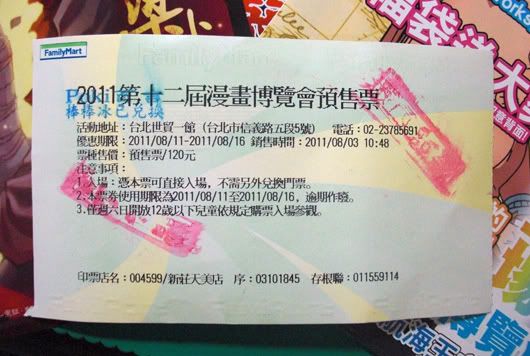 FamilyMart
2011第十二屆漫畫博覽會預售票
棒棒冰已兌換
活動地址：台北世貿一館（台北市信義路五段5號） 電話：02-23785691
優惠期限：2011/08/11-2011/08/16 銷售時間：2011/08/03 10:48
票種售價：預售票/120元
注意事項：
1.入場：憑本票可直接入場，不需另外兌換門票。
2.本票券使用期限為2011/08/11至2011/08/16，逾期作廢。
3.僅週六日開放12歲以下兒童依規定購票入場參觀。
印票店名：004599/新莊天美店 序：03101845 存根聯：011559114
福袋送大